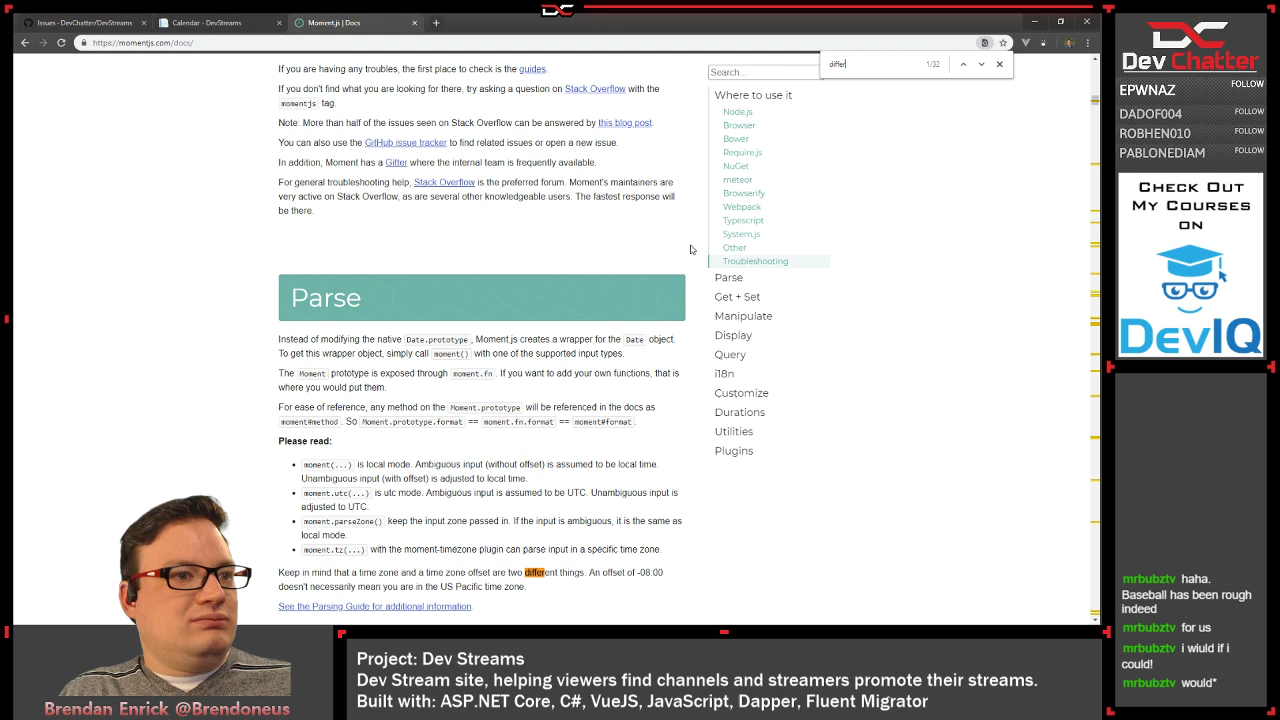 Issues - DevChatter/DevStreams
Calendar - DevStreams
Moment.js | Docs
https://momentjs.com/docs/
differ
1/32
If you are having any troubles, the first place to check is the guides.
If you don't find what you are looking for, try asking a question on Stack Overflow with the
momentjs tag.
Note: More than half of the issues seen on Stack Overflow can be answered by this blog post.
You can also use the GitHub issue tracker to find related issues or open a new issue.
In addition, Moment has a Gitter where the internal team is frequently available.
For general troubleshooting help, Stack Overflow is the preferred forum. Moment's maintainers are
very active on Stack Overflow, as are several other knowledgeable users. The fastest response will
be there.
Parse
Instead of modifying the native Date.prototype, Moment.js creates a wrapper for the Date object.
To get this wrapper object, simply call moment() with one of the supported input types.
The Moment prototype is exposed through moment.fn. If you want to add your own functions, that is
where you would put them.
For ease of reference, any method on the Moment.prototype will be referenced in the docs as
moment#method. So Moment.prototype.format == moment.fn.format == moment#format.
Please read:
• moment(...) is local mode. Ambiguous input (without offset) is assumed to be local time.
Unambiguous input (with offset) is adjusted to local time.
• moment.utc(...) is utc mode. Ambiguous input is assumed to be UTC. Unambiguous input is
adjusted to UTC.
• moment.parseZone() keep the input zone passed in. If the input is ambiguous, it is the same as
local mode.
• moment.tz(...) with the moment-timezone plugin can parse input in a specific time zone.
Keep in mind that a time zone and a time zone offset are two different things. An offset of -08:00
doesn't necessarily mean you are in the US Pacific time zone.
See the Parsing Guide for additional information.
Search...
Where to use it
Node.js
Browser
Bower
Require.js
NuGet
meteor
Browserify
Webpack
Typescript
System.js
Other
Troubleshooting
Parse
Get + Set
Manipulate
Display
Query
i18n
Customize
Durations
Utilities
Plugins
DC
Dev Chatter
EPWNAZ FOLLOW
DADOF004 FOLLOW
ROBHEN010 FOLLOW
PABLONEDIAM FOLLOW
CHECK OUT
MY COURSES
ON
DevIQ
mrbubztv haha.
Baseball has been rough
indeed
mrbubztv for us
mrbubztv i wiuld if i
could!
mrbubztv would*
Brendan Enrick @Brendoneus
Project: Dev Streams
Dev Stream site, helping viewers find channels and streamers promote their streams.
Built with: ASP.NET Core, C#, VueJS, JavaScript, Dapper, Fluent Migrator